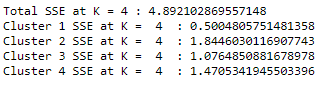 Total SSE at K = 4 : 4.892102869557148
Cluster 1 SSE at K =  4  : 0.5004805751481358
Cluster 2 SSE at K =  4  : 1.8446030116907743
Cluster 3 SSE at K =  4  : 1.0764850881678978
Cluster 4 SSE at K =  4  : 1.4705341945503396